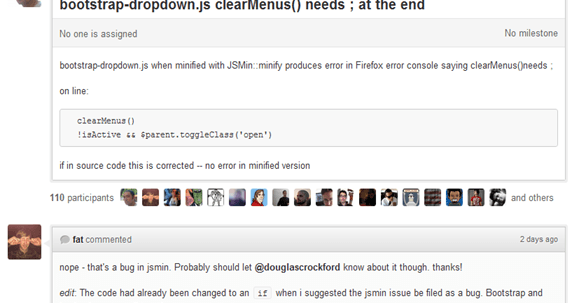 bootstrap-dropdown.js clearMenus() needs ; at the end
No one is assigned
No milestone
bootstrap-dropdown.js when minified with JSMin::minify produces error in Firefox error console saying clearMenus()needs ;
on line:
clearMenus()
!isActive && $parent.toggleClass('open')
if in source code this is corrected -- no error in minified version
110 participants
and others
fat commented
2 days ago
nope - that's a bug in jsmin. Probably should let @douglascrockford know about it though. thanks!
edit: The code had already been changed to an if when i suggested the jsmin issue be filed as a bug. Bootstrap and